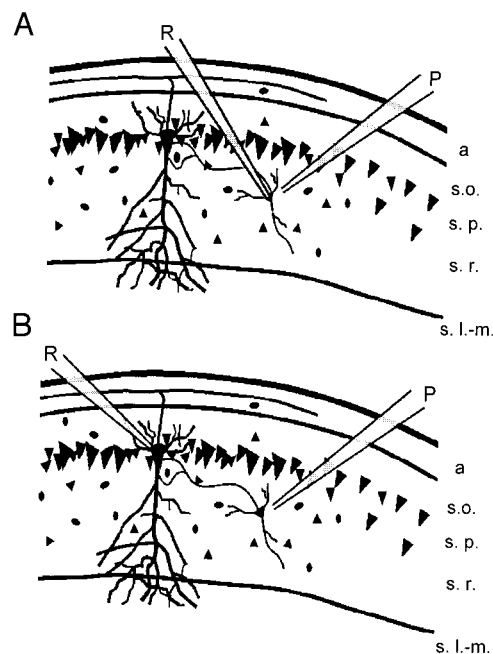 A
R
P
a
s.o.
s. p.
s. r.
s. l.-m.
B
R
P
a
s.o.
s. p.
s. r.
s. l.-m.